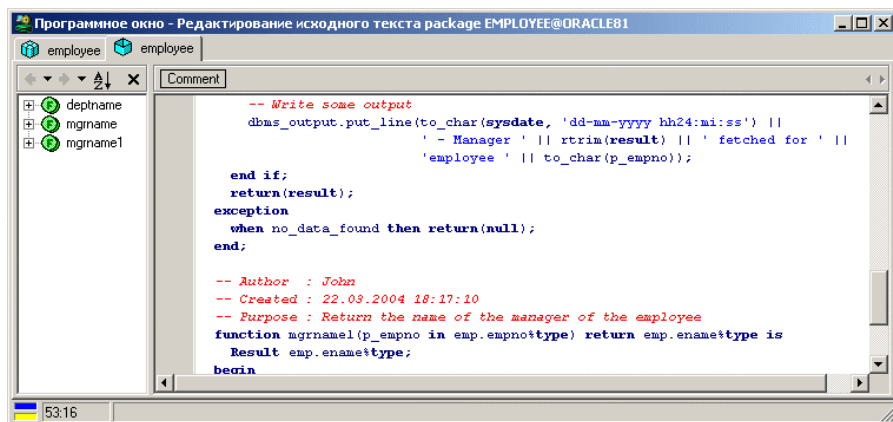 Программное окно - Редактирование исходного текста package EMPLOYEE@ORACLE81
employee employee
Comment
deptname
mgrname
mgrname1
-- Write some output
dbms_output.put_line(to_char(sysdate, 'dd-mm-yyyy hh24:mi:ss') ||
' - Manager ' || rtrim(result) || ' fetched for ' ||
'employee ' || to_char(p_empno));
end if;
return(result);
exception
when no_data_found then return(null);
end;
-- Author : John
-- Created : 22.03.2004 18:17:10
-- Purpose : Return the name of the manager of the employee
function mgrname1(p_empno in emp.empno%type) return emp.ename%type is
Result emp.ename%type;
begin
53:16